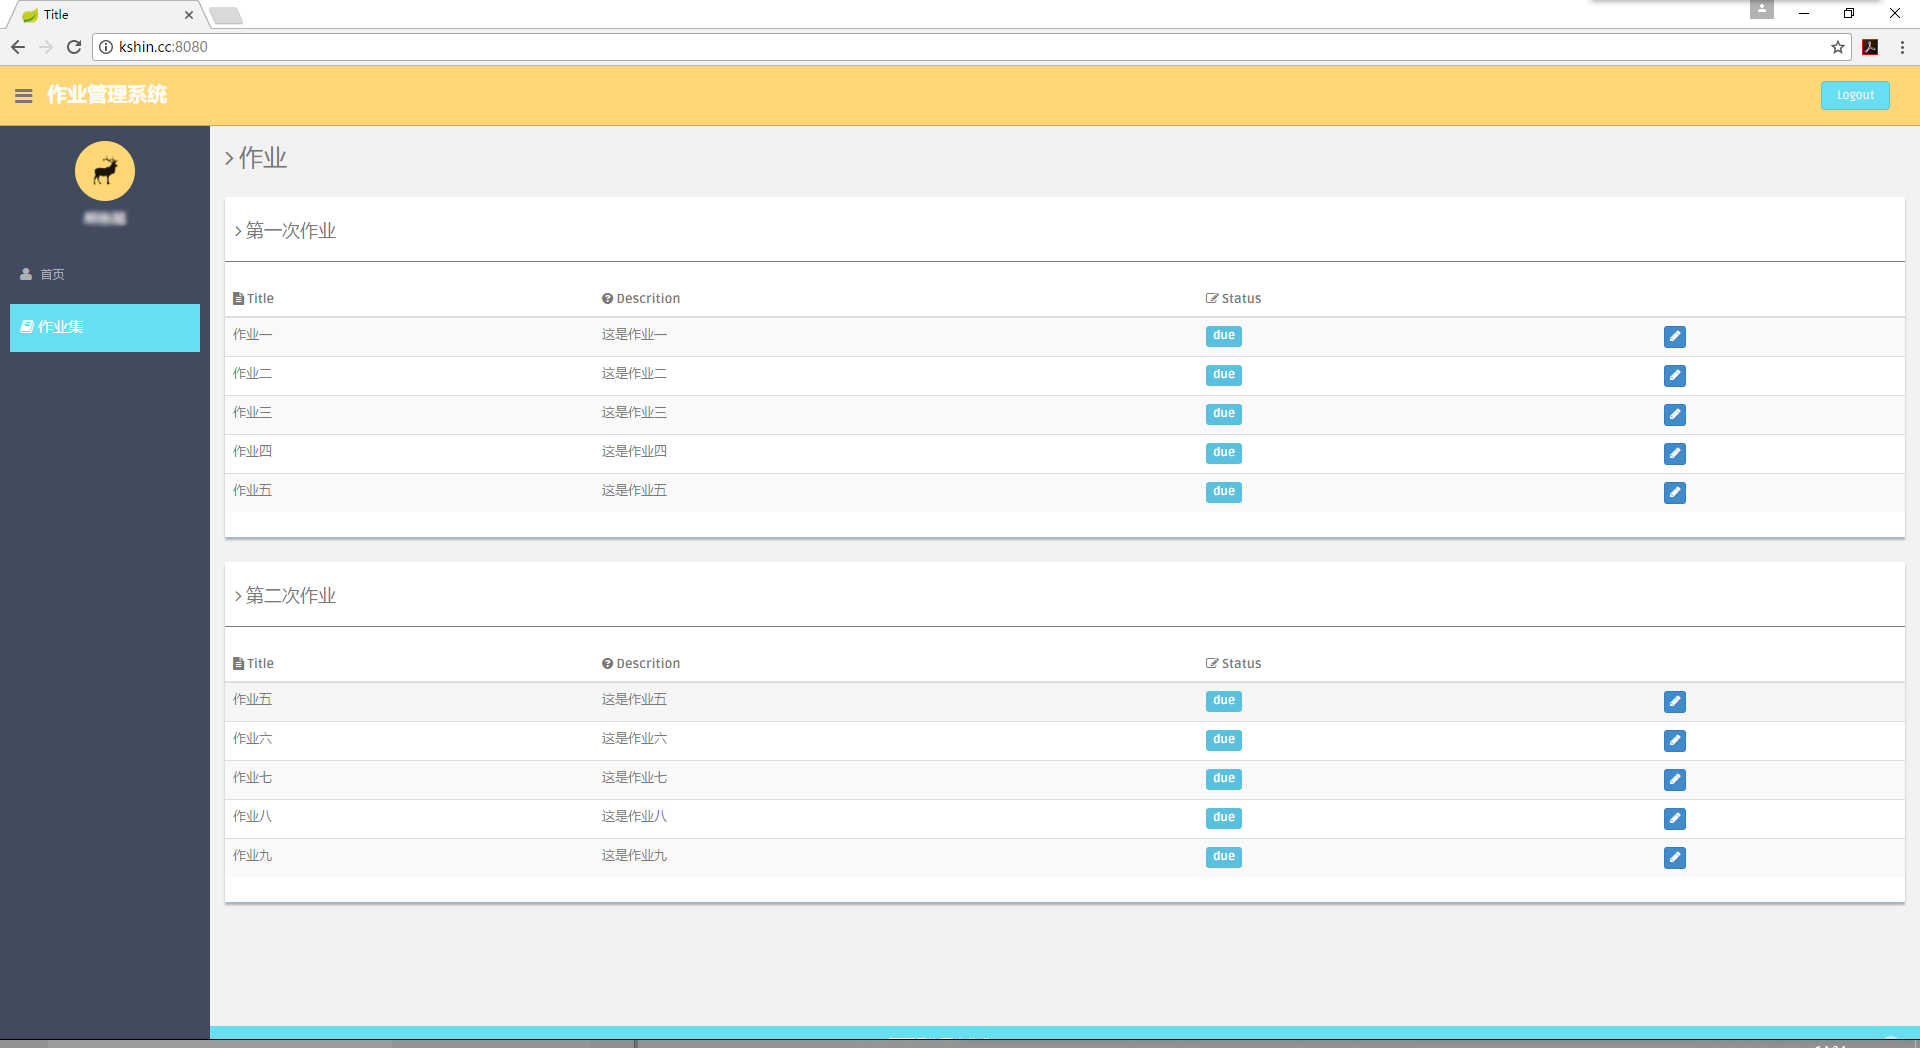 Title
kshin.cc:8080
作业管理系统
Logout
首页
作业集
作业
第一次作业
Title Descrition Status
作业一 这是作业一 due
作业二 这是作业二 due
作业三 这是作业三 due
作业四 这是作业四 due
作业五 这是作业五 due
第二次作业
Title Descrition Status
作业五 这是作业五 due
作业六 这是作业六 due
作业七 这是作业七 due
作业八 这是作业八 due
作业九 这是作业九 due